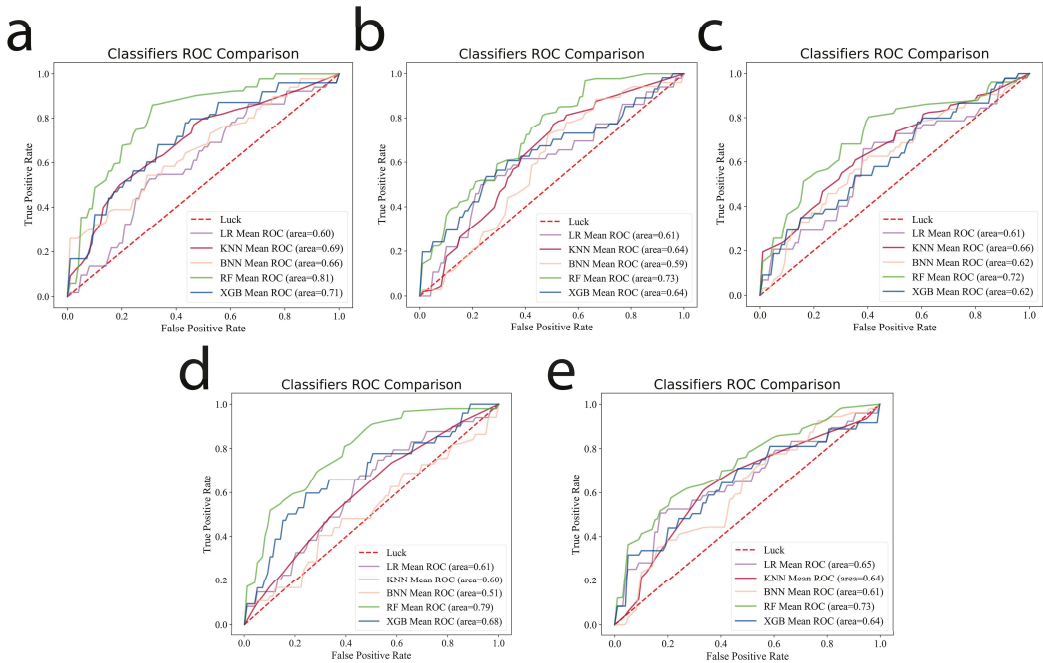 a
Classifiers ROC Comparison
1.0
0.8
0.6
0.4
0.2
0.0
True Positive Rate
Luck
LR Mean ROC (area=0.60)
KNN Mean ROC (area=0.69)
BNN Mean ROC (area=0.66)
RF Mean ROC (area=0.81)
XGB Mean ROC (area=0.71)
0.0 0.2 0.4 0.6 0.8 1.0
False Positive Rate
b
Classifiers ROC Comparison
1.0
0.8
0.6
0.4
0.2
0.0
True Positive Rate
Luck
LR Mean ROC (area=0.61)
KNN Mean ROC (area=0.64)
BNN Mean ROC (area=0.59)
RF Mean ROC (area=0.73)
XGB Mean ROC (area=0.64)
0.0 0.2 0.4 0.6 0.8 1.0
False Positive Rate
c
Classifiers ROC Comparison
1.0
0.8
0.6
0.4
0.2
0.0
True Positive Rate
Luck
LR Mean ROC (area=0.61)
KNN Mean ROC (area=0.66)
BNN Mean ROC (area=0.62)
RF Mean ROC (area=0.72)
XGB Mean ROC (area=0.62)
0.0 0.2 0.4 0.6 0.8 1.0
False Positive Rate
d
Classifiers ROC Comparison
1.0
0.8
0.6
0.4
0.2
0.0
True Positive Rate
Luck
LR Mean ROC (area=0.61)
KNN Mean ROC (area=0.60)
BNN Mean ROC (area=0.51)
RF Mean ROC (area=0.79)
XGB Mean ROC (area=0.68)
0.0 0.2 0.4 0.6 0.8 1.0
False Positive Rate
e
Classifiers ROC Comparison
1.0
0.8
0.6
0.4
0.2
0.0
True Positive Rate
Luck
LR Mean ROC (area=0.65)
KNN Mean ROC (area=0.64)
BNN Mean ROC (area=0.61)
RF Mean ROC (area=0.73)
XGB Mean ROC (area=0.64)
0.0 0.2 0.4 0.6 0.8 1.0
False Positive Rate